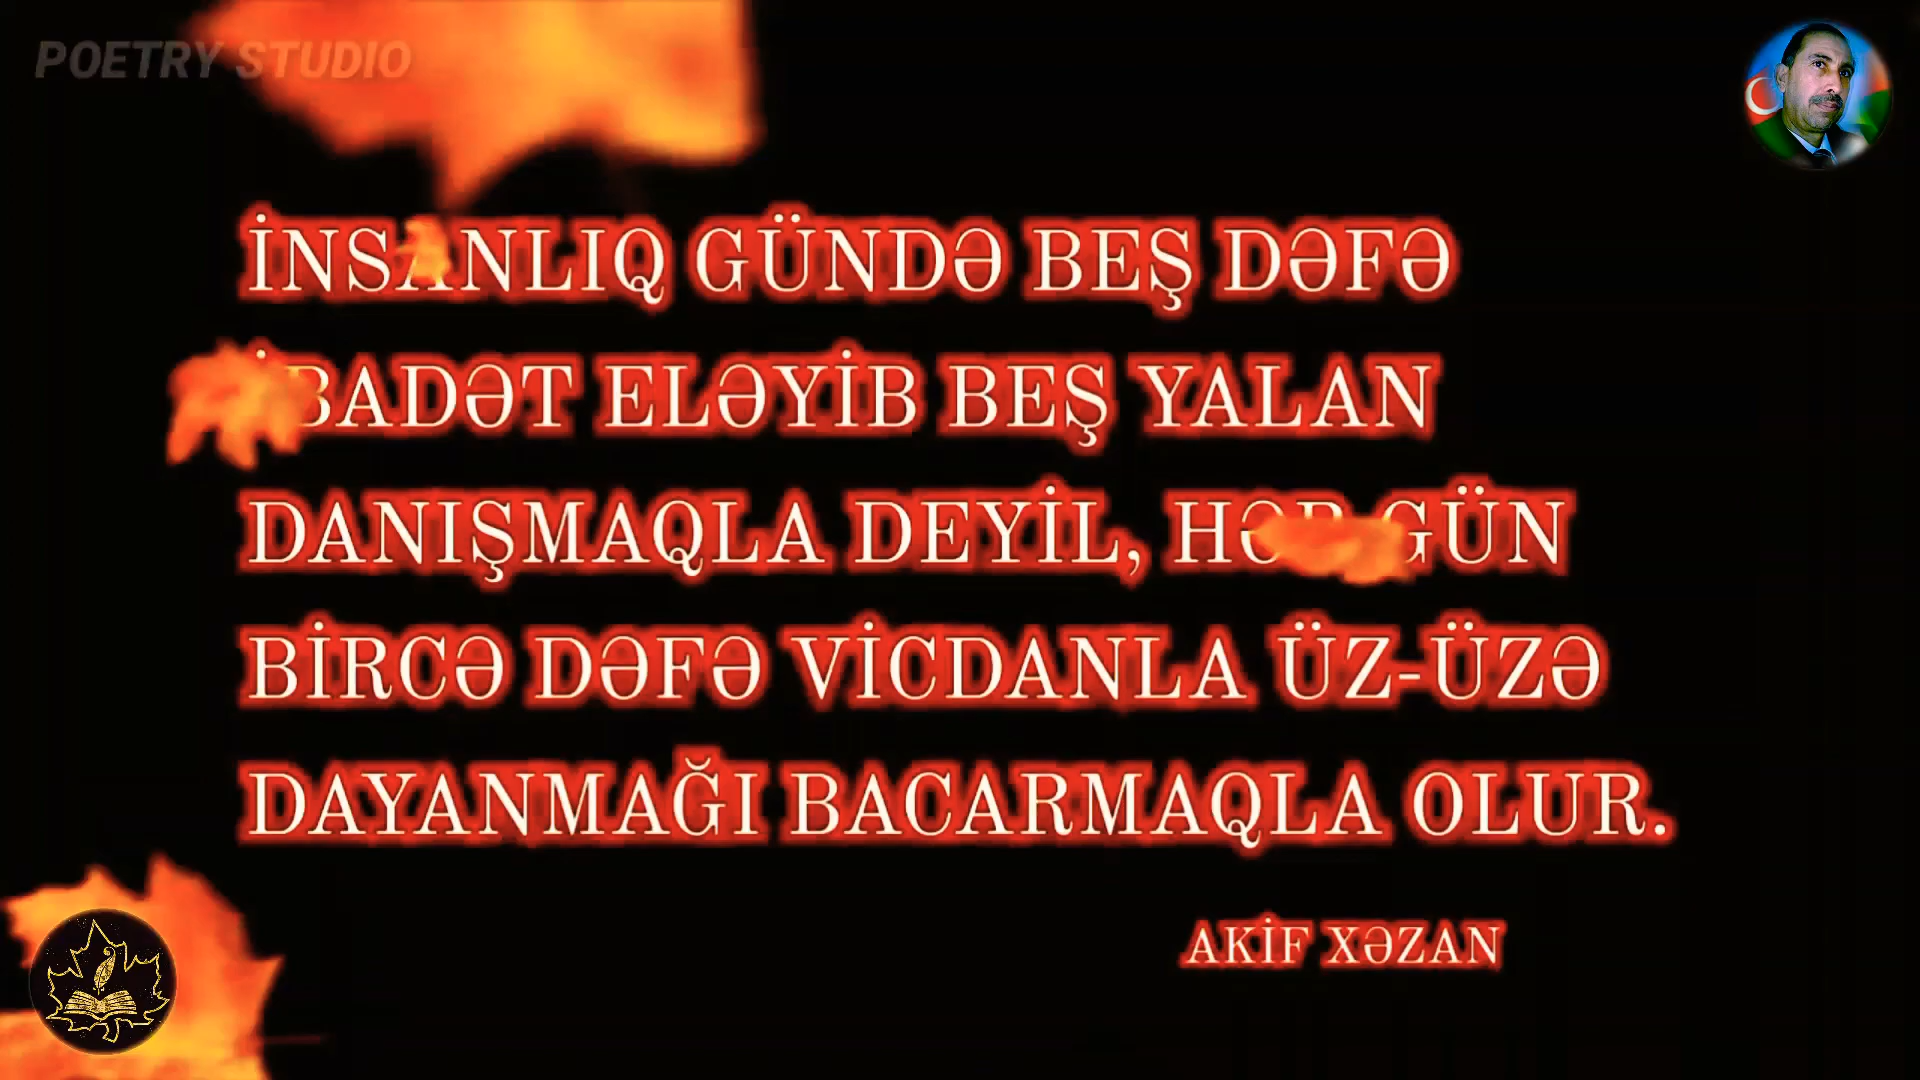 POETRY STUDIO
İNSANLIQ GÜNDƏ BEŞ DƏFƏ
İBADƏT ELƏYİB BEŞ YALAN
DANIŞMAQLA DEYİL, HƏR GÜN
BİRCƏ DƏFƏ VİCDANLA ÜZ-ÜZƏ
DAYANMAĞI BACARMAQLA OLUR.
AKİF XƏZAN